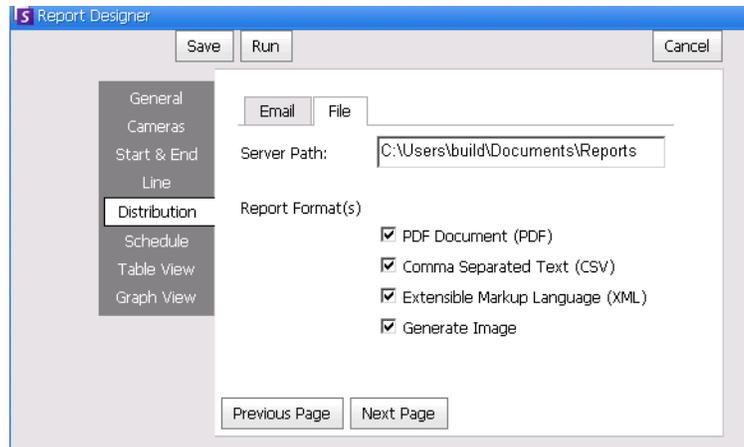 S Report Designer
Save Run Cancel
General
Cameras
Start & End
Line
Distribution
Schedule
Table View
Graph View
Email File
Server Path: C:\Users\build\Documents\Reports
Report Format(s)
PDF Document (PDF)
Comma Separated Text (CSV)
Extensible Markup Language (XML)
Generate Image
Previous Page Next Page